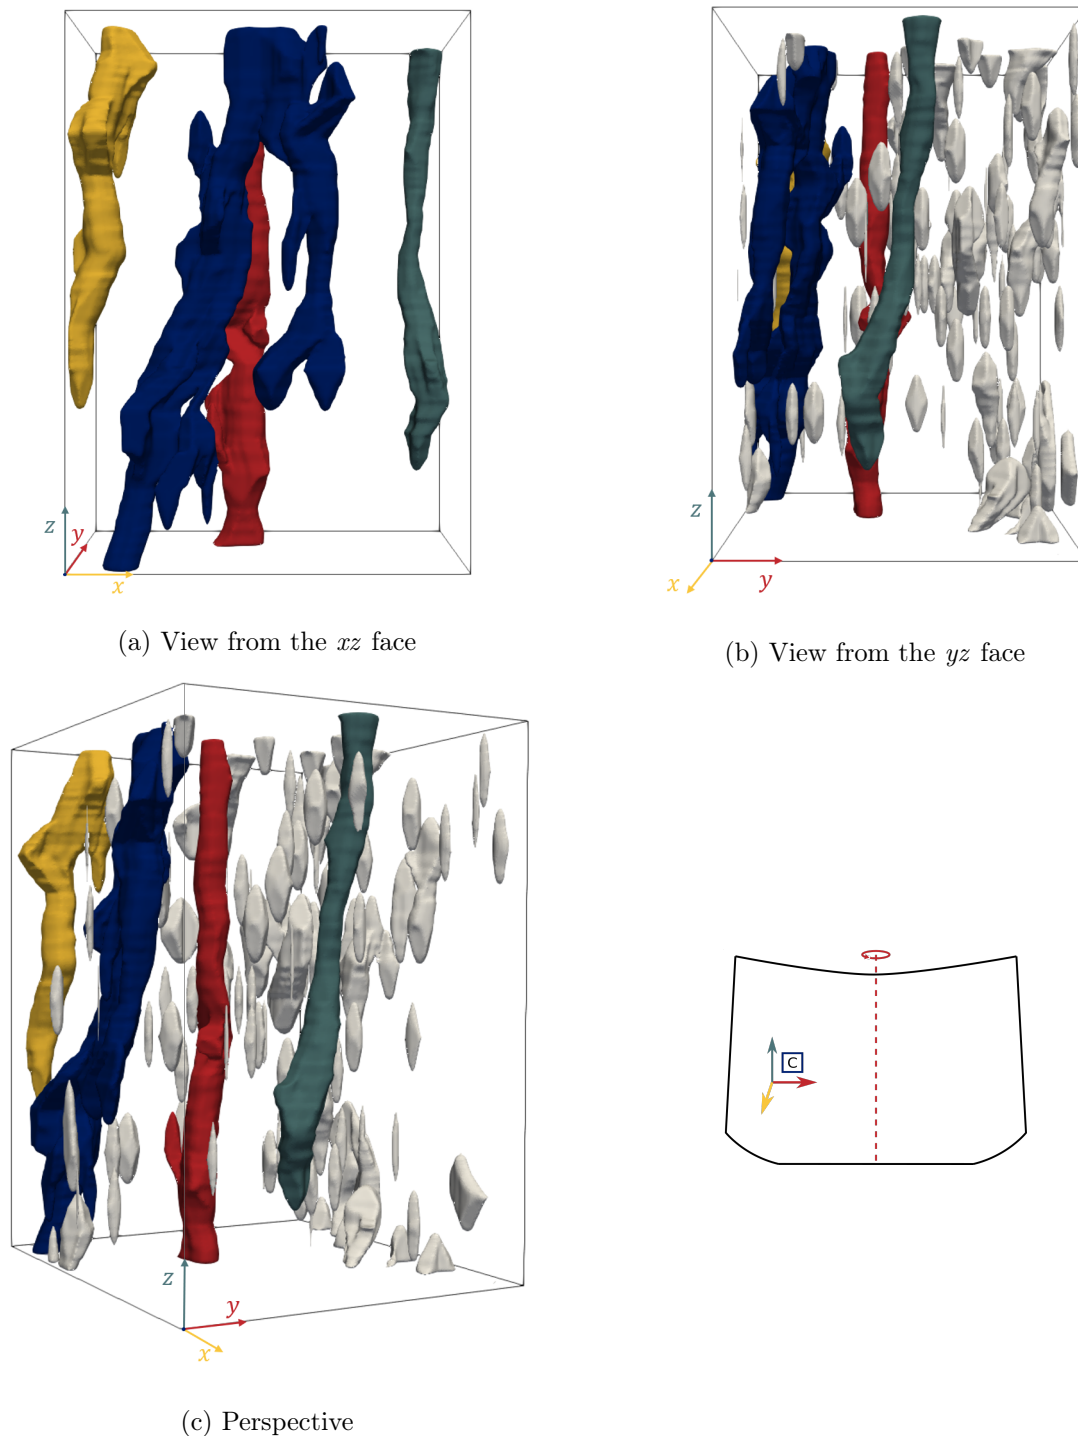 z
y
x
z
x
y
(a) View from the xz face
(b) View from the yz face
C
z
y
x
(c) Perspective